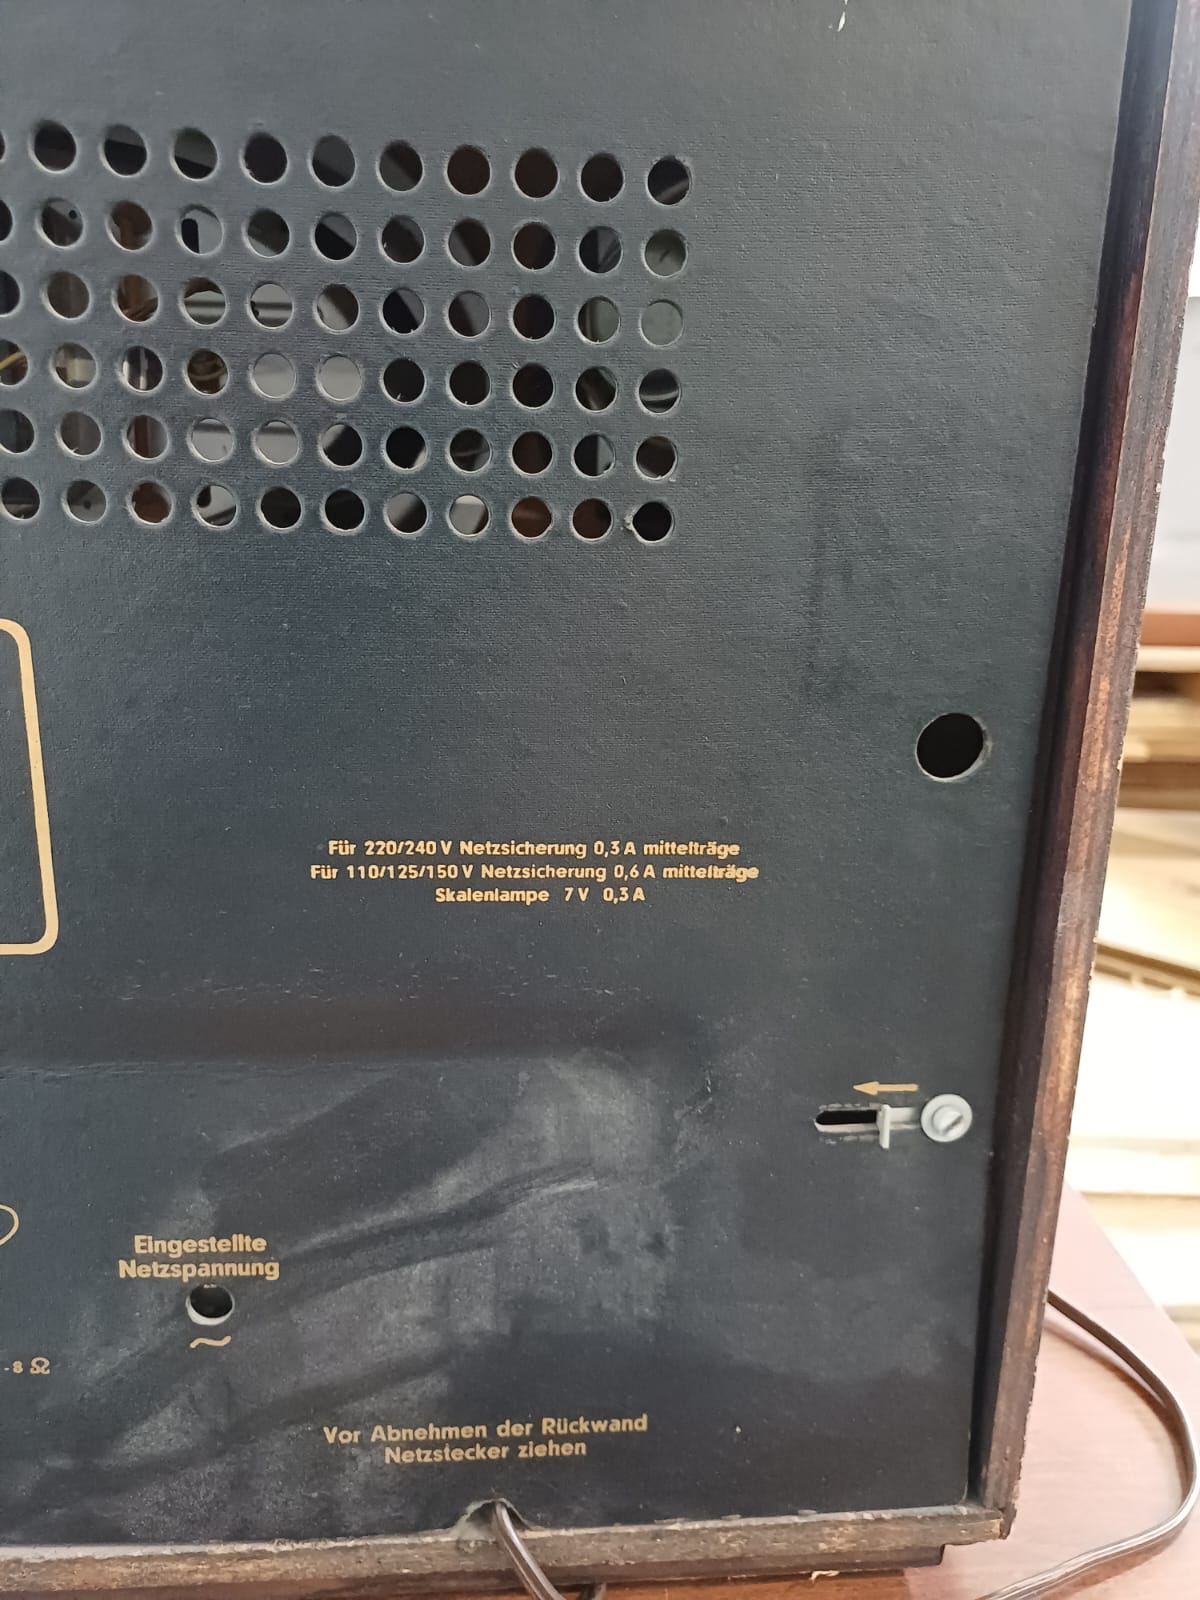 Für 220/240 V Netzsicherung 0,3 A mittelträge
Für 110/125/150 V Netzsicherung 0,6 A mittelträge
Skalenlampe 7 V 0,3 A
Eingestellte
Netzspannung
~
-8 Ω
Vor Abnehmen der Rückwand
Netzstecker ziehen